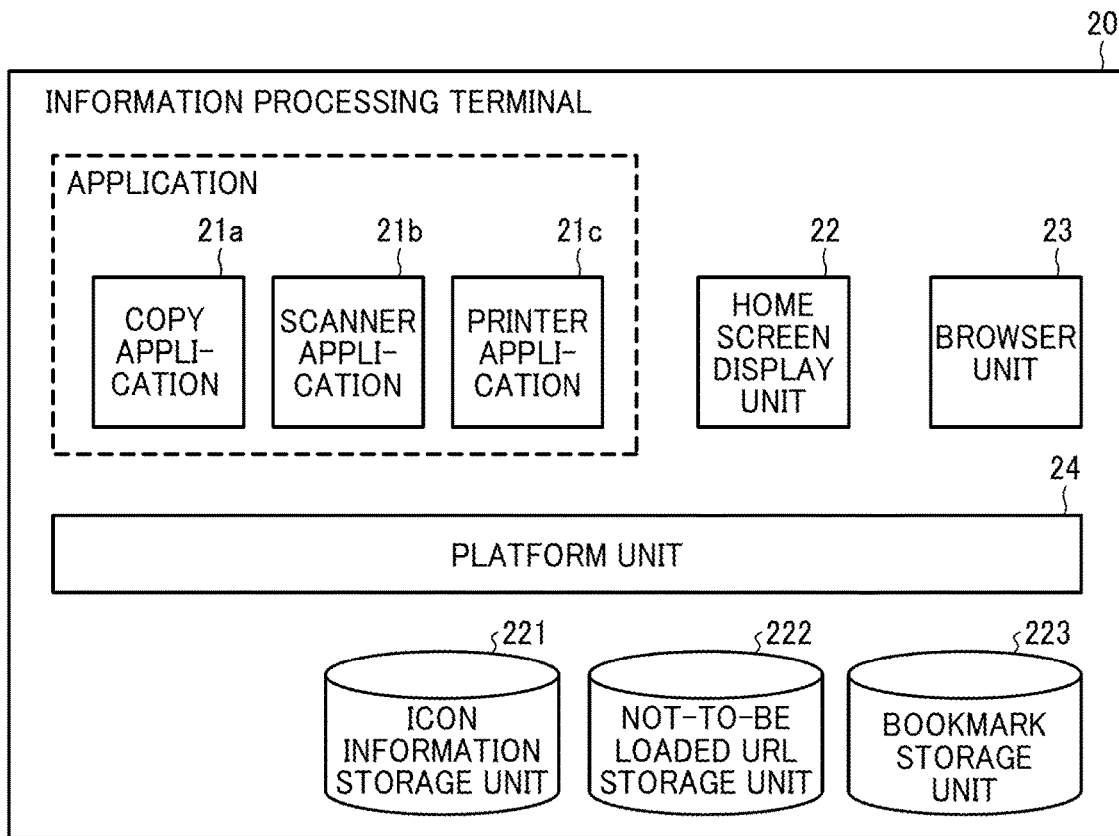 20
INFORMATION PROCESSING TERMINAL
APPLICATION
21a
21b
21c
22
23
COPY
APPLI-
CATION
SCANNER
APPLI-
CATION
PRINTER
APPLI-
CATION
HOME
SCREEN
DISPLAY
UNIT
BROWSER
UNIT
24
PLATFORM UNIT
221
222
223
ICON
INFORMATION
STORAGE UNIT
NOT-TO-BE
LOADED URL
STORAGE UNIT
BOOKMARK
STORAGE
UNIT